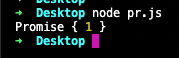 ➜ Desktop node pr.js
Promise { 1 }
➜ Desktop